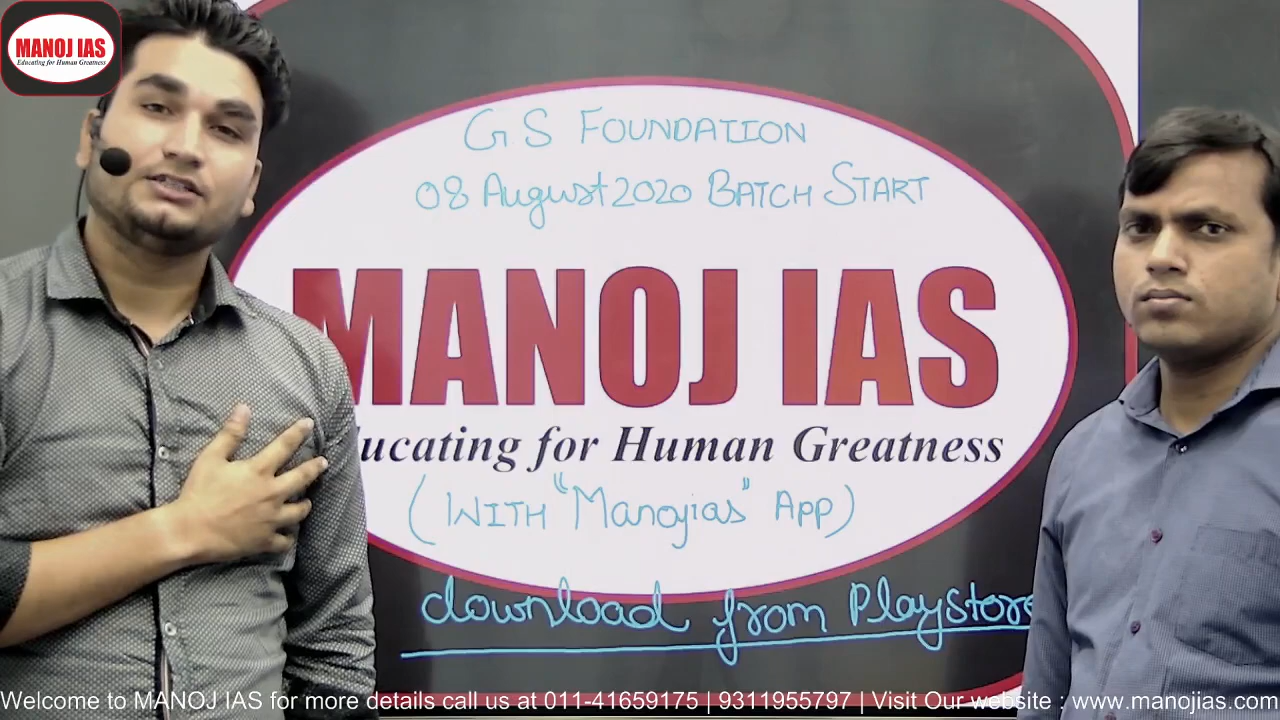 MANOJ IAS
Educating for Human Greatness
GS FOUNDATION
08 August 2020 BATCH START
MANOJ IAS
ucating for Human Greatness
(WITH "Manojias" APP)
download from Playstore
Welcome to MANOJ IAS for more details call us at 011-41659175 | 9311955797 | Visit Our website : www.manojias.com